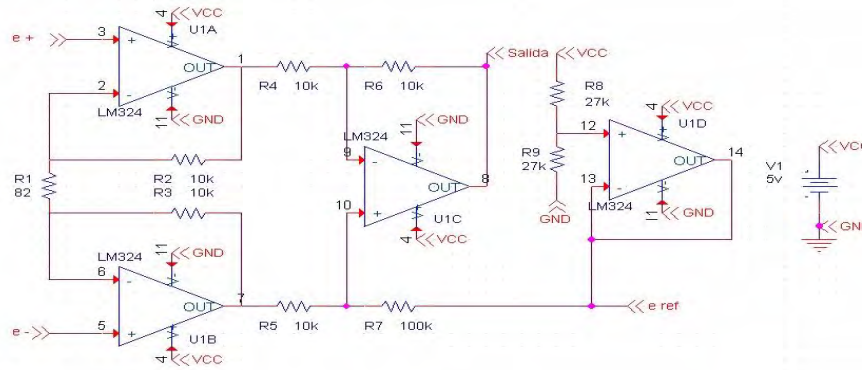 VCC
4
U1A
e +
3
+
1
OUT
2
-
LM324
11
GND
R4 10k
R6 10k
Salida
VCC
R8
27k
4
VCC
12
+
U1D
14
OUT
13
-
LM324
11
GND
R9
27k
GND
V1
5v
VCC
GND
LM324
11
GND
9
-
OUT
8
10
+
U1C
4
VCC
R1
82
R2 10k
R3 10k
LM324
11
GND
6
-
OUT
7
e -
5
+
U1B
4
VCC
R5 10k
R7 100k
e ref